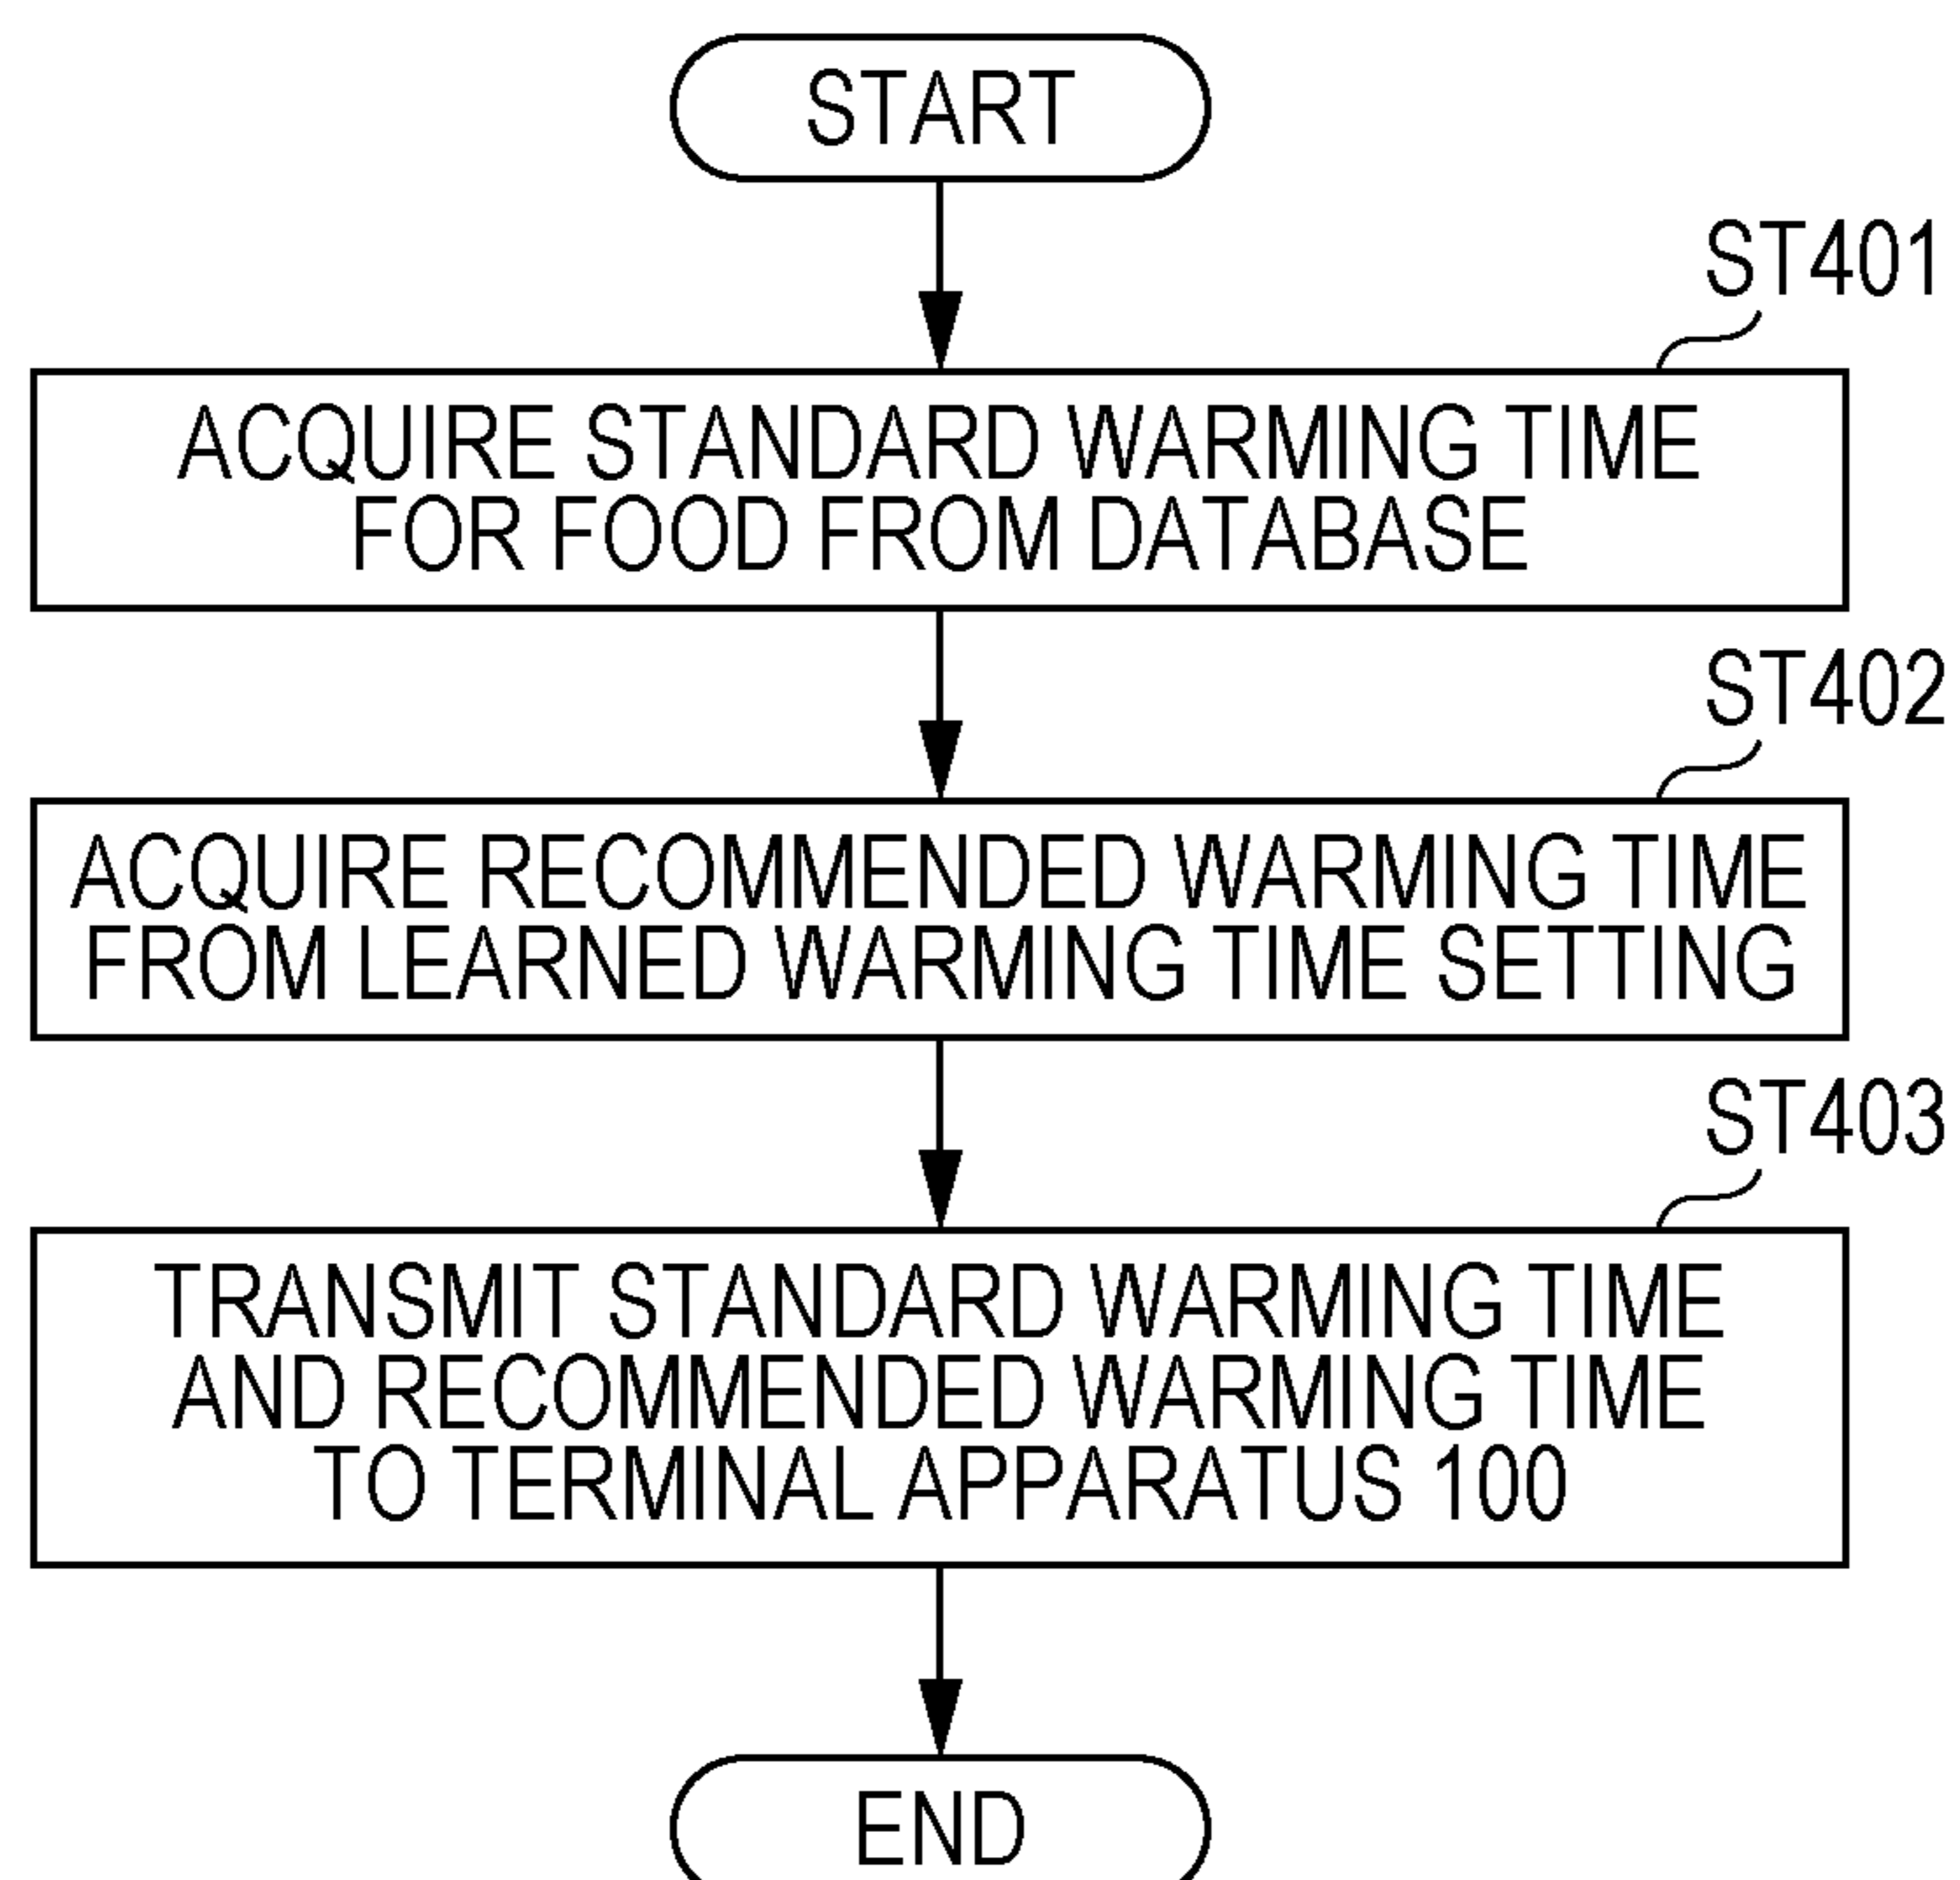 START
ST401
ACQUIRE STANDARD WARMING TIME
FOR FOOD FROM DATABASE
ST402
ACQUIRE RECOMMENDED WARMING TIME
FROM LEARNED WARMING TIME SETTING
ST403
TRANSMIT STANDARD WARMING TIME
AND RECOMMENDED WARMING TIME
TO TERMINAL APPARATUS 100
END